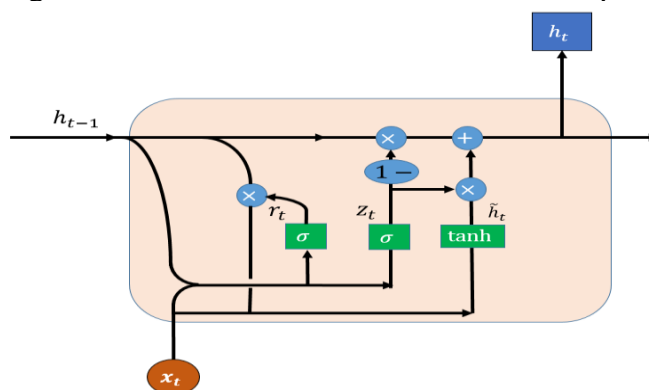 h_t
h_{t-1}
×
+
1 −
×
×
r_t
z_t
h̃_t
σ
σ
tanh
x_t